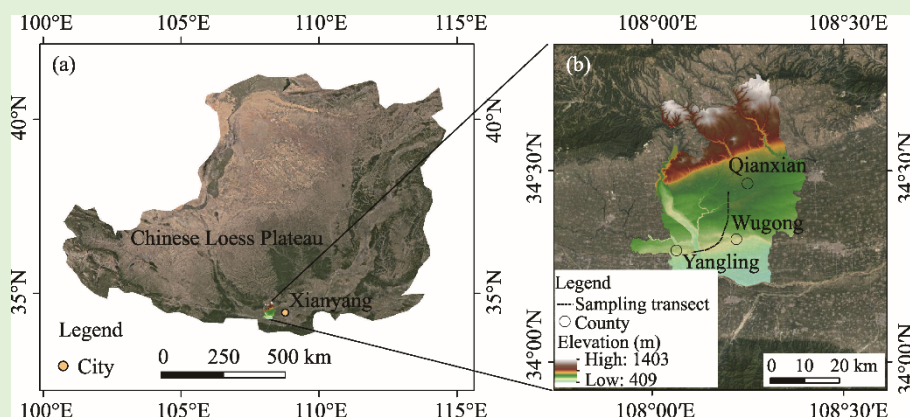 100°E 105°E 110°E 115°E
108°00′E 108°30′E
(a)
(b)
40°N
40°N
35°N
35°N
34°30′N
34°30′N
34°00′N
34°00′N
Chinese Loess Plateau
Xianyang
Legend
City
0 250 500 km
Qianxian
Wugong
Yangling
Legend
Sampling transect
County
Elevation (m)
High: 1403
Low: 409
0 10 20 km
100°E 105°E 110°E 115°E
108°00′E 108°30′E